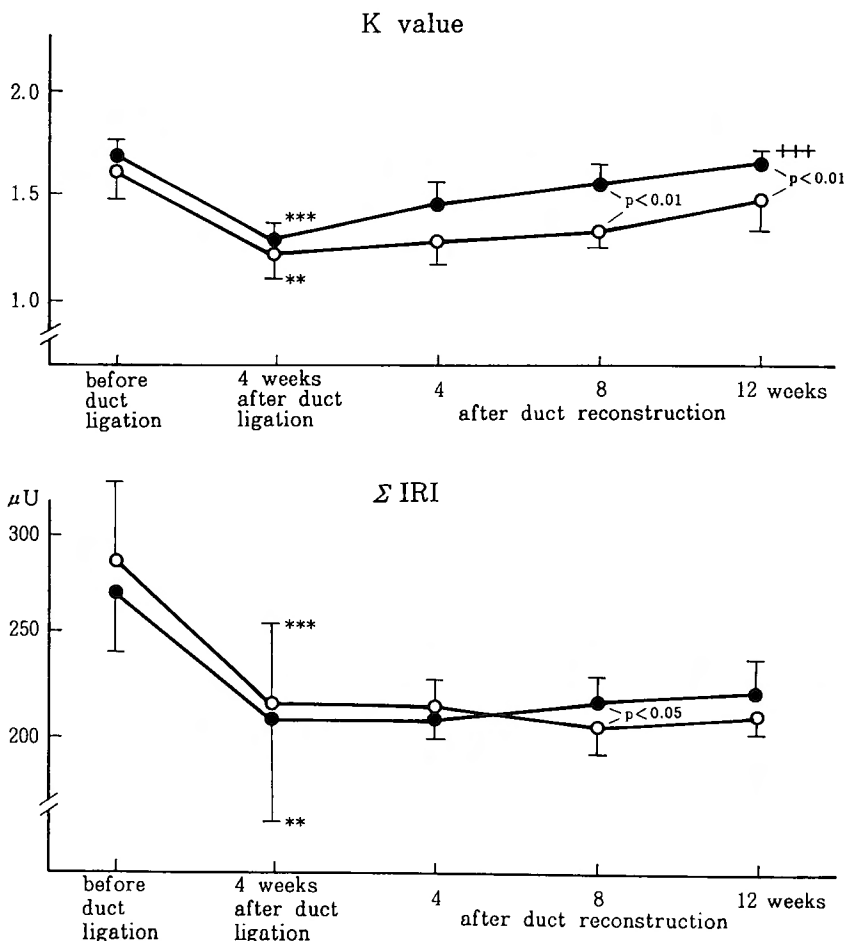 K value
2.0
1.5
1.0
***
**
p<0.01
+++
p<0.01
before
duct
ligation
4 weeks
after duct
ligation
4
8
12 weeks
after duct reconstruction
μU
Σ IRI
300
250
200
***
**
p<0.05
before
duct
ligation
4 weeks
after duct
ligation
4
8
12 weeks
after duct reconstruction